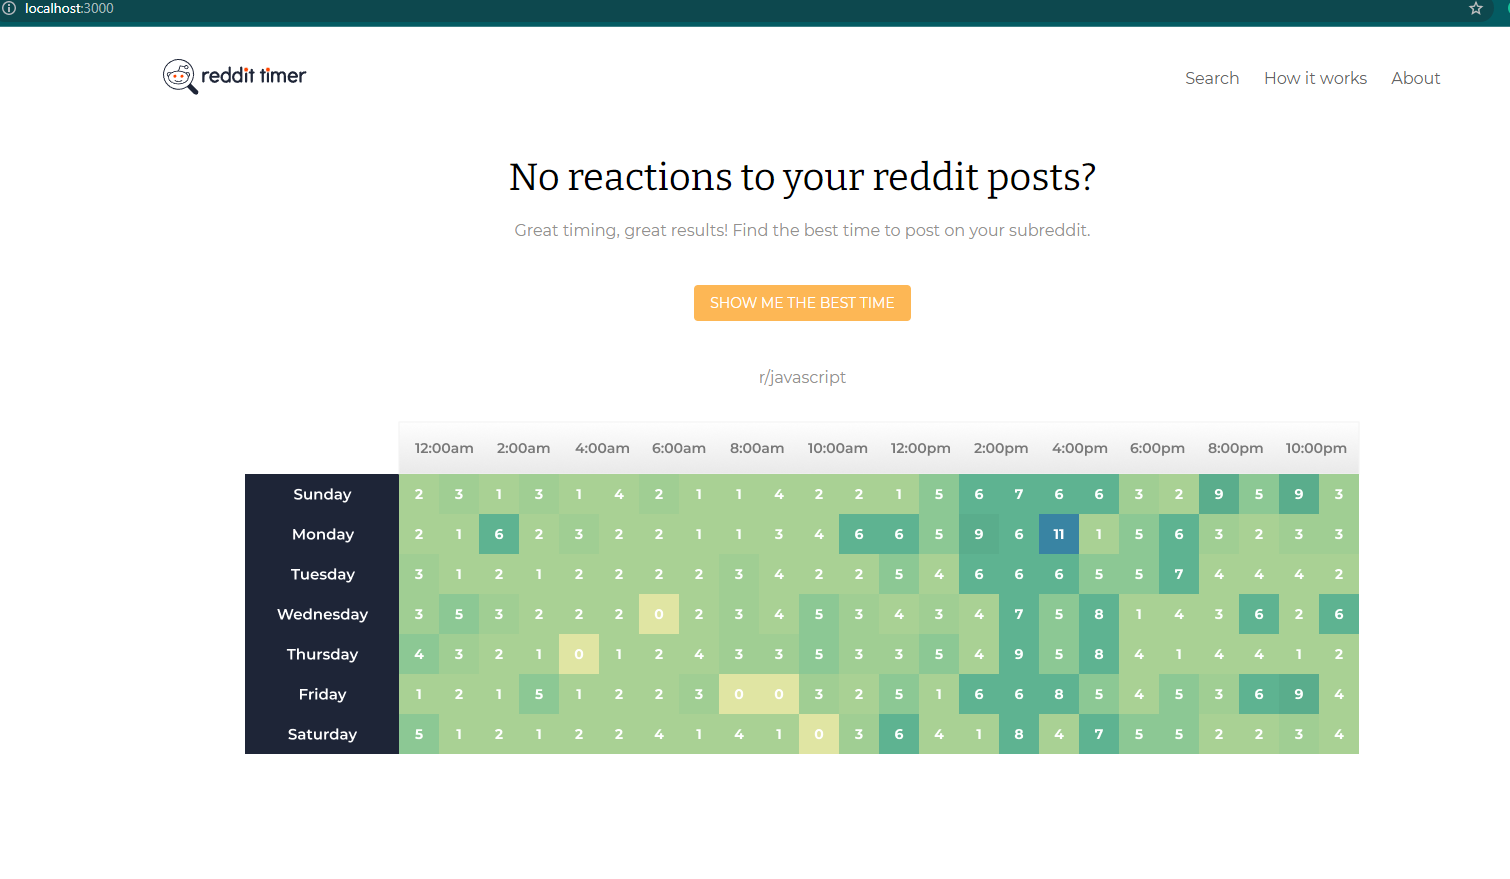 localhost:3000
reddit timer
Search How it works About
No reactions to your reddit posts?
Great timing, great results! Find the best time to post on your subreddit.
SHOW ME THE BEST TIME
r/javascript
12:00am 2:00am 4:00am 6:00am 8:00am 10:00am 12:00pm 2:00pm 4:00pm 6:00pm 8:00pm 10:00pm
Sunday 2 3 1 3 1 4 2 1 1 4 2 2 1 5 6 7 6 6 3 2 9 5 9 3
Monday 2 1 6 2 3 2 2 1 1 3 4 6 6 5 9 6 11 1 5 6 3 2 3 3
Tuesday 3 1 2 1 2 2 2 2 3 4 2 2 5 4 6 6 6 5 5 7 4 4 4 2
Wednesday 3 5 3 2 2 2 0 2 3 4 5 3 4 3 4 7 5 8 1 4 3 6 2 6
Thursday 4 3 2 1 0 1 2 4 3 3 5 3 3 5 4 9 5 8 4 1 4 4 1 2
Friday 1 2 1 5 1 2 2 3 0 0 3 2 5 1 6 6 8 5 4 5 3 6 9 4
Saturday 5 1 2 1 2 2 4 1 4 1 0 3 6 4 1 8 4 7 5 5 2 2 3 4